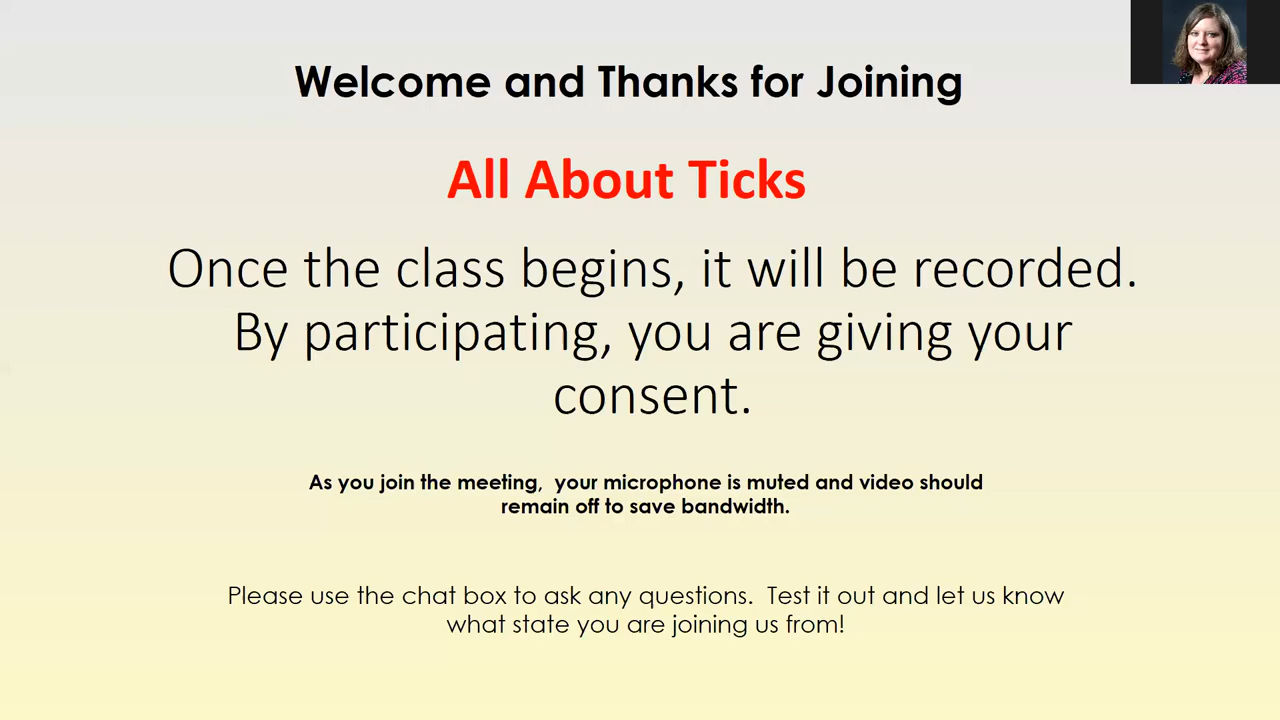 Welcome and Thanks for Joining
All About Ticks
Once the class begins, it will be recorded.
By participating, you are giving your
consent.
As you join the meeting,  your microphone is muted and video should
remain off to save bandwidth.
Please use the chat box to ask any questions.  Test it out and let us know
what state you are joining us from!